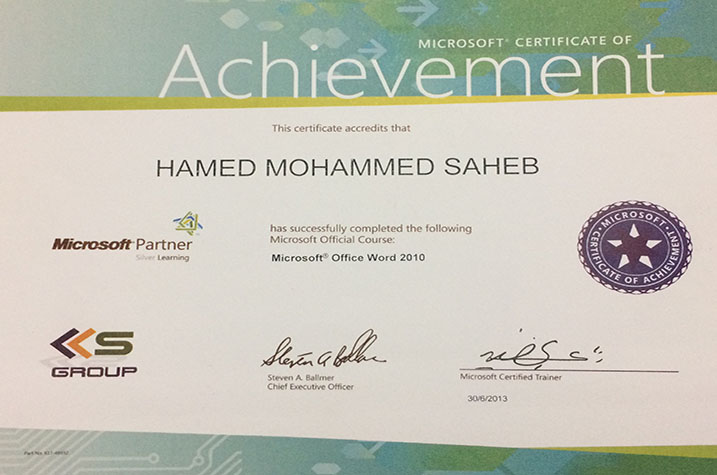 MICROSOFT® CERTIFICATE OF
Achievement
This certificate accredits that
HAMED MOHAMMED SAHEB
Microsoft® Partner
Silver Learning
has successfully completed the following
Microsoft Official Course:
Microsoft® Office Word 2010
• MICROSOFT •
CERTIFICATE OF ACHIEVEMENT
KS
GROUP
Steven A Ballmer
Steven A. Ballmer
Chief Executive Officer
Microsoft Certified Trainer
30/6/2013
Part No.